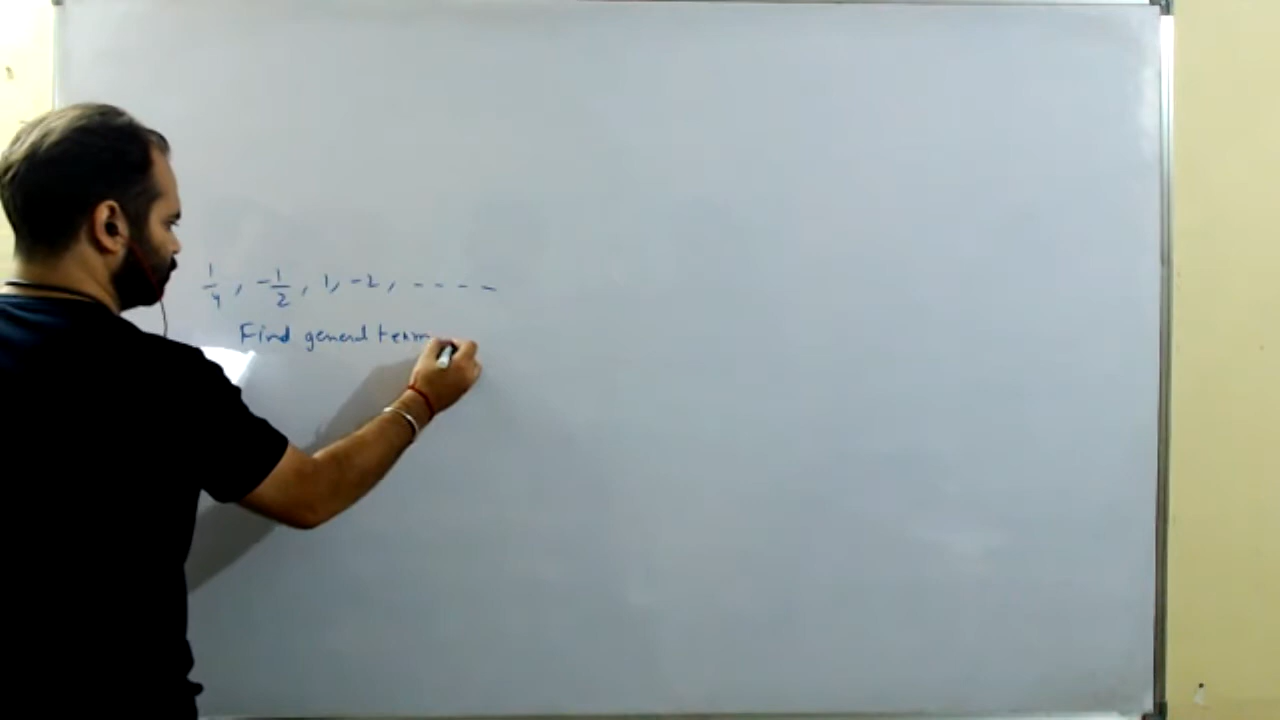 1/4, -1/2, 1, -2, - - - -
Find general term